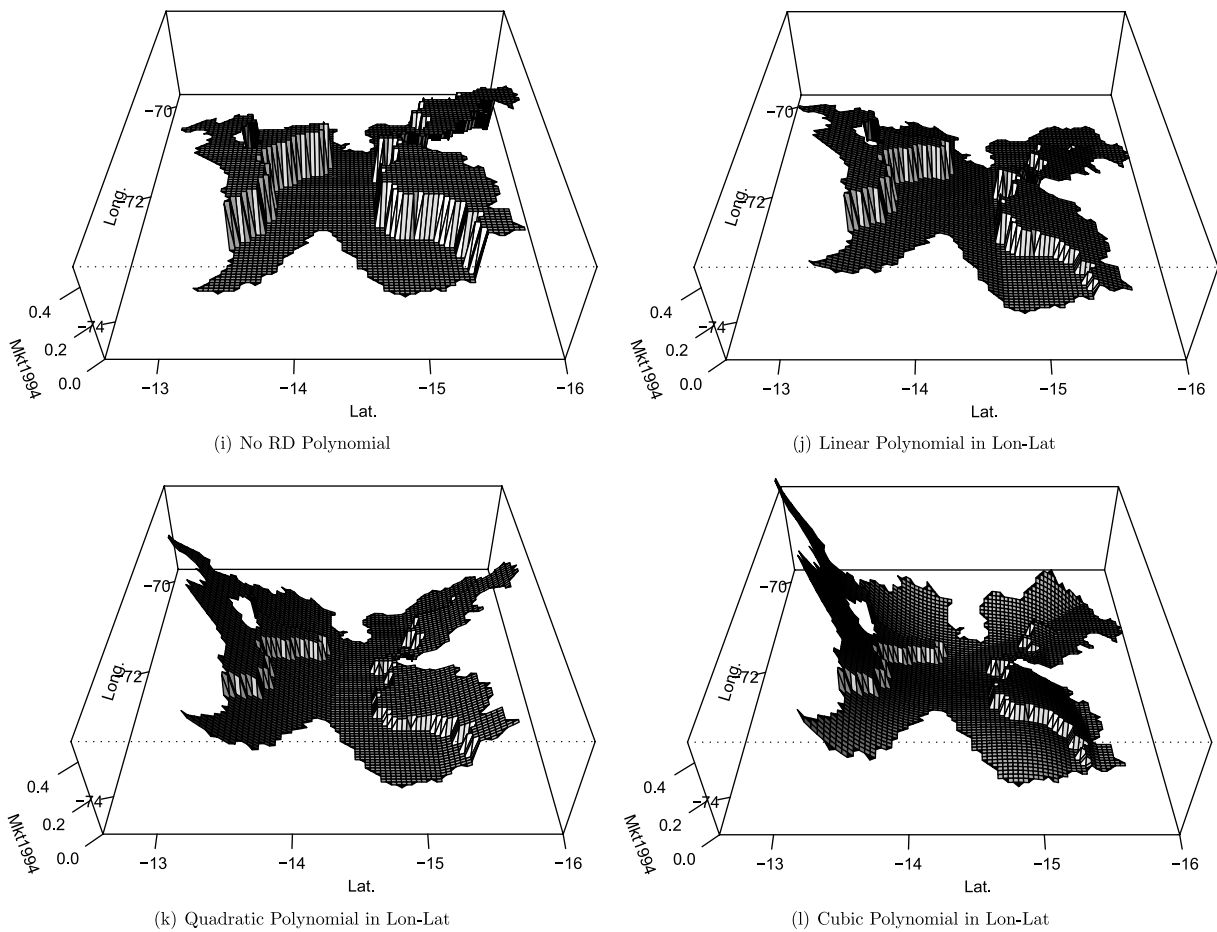 −70
−72
Long.
−74
0.4
0.2
0.0
Mkt1994
−13
−14
−15
−16
Lat.
(i) No RD Polynomial
−70
−72
Long.
−74
0.4
0.2
0.0
Mkt1994
−13
−14
−15
−16
Lat.
(j) Linear Polynomial in Lon-Lat
−70
−72
Long.
−74
0.4
0.2
0.0
Mkt1994
−13
−14
−15
−16
Lat.
(k) Quadratic Polynomial in Lon-Lat
−70
−72
Long.
−74
0.4
0.2
0.0
Mkt1994
−13
−14
−15
−16
Lat.
(l) Cubic Polynomial in Lon-Lat